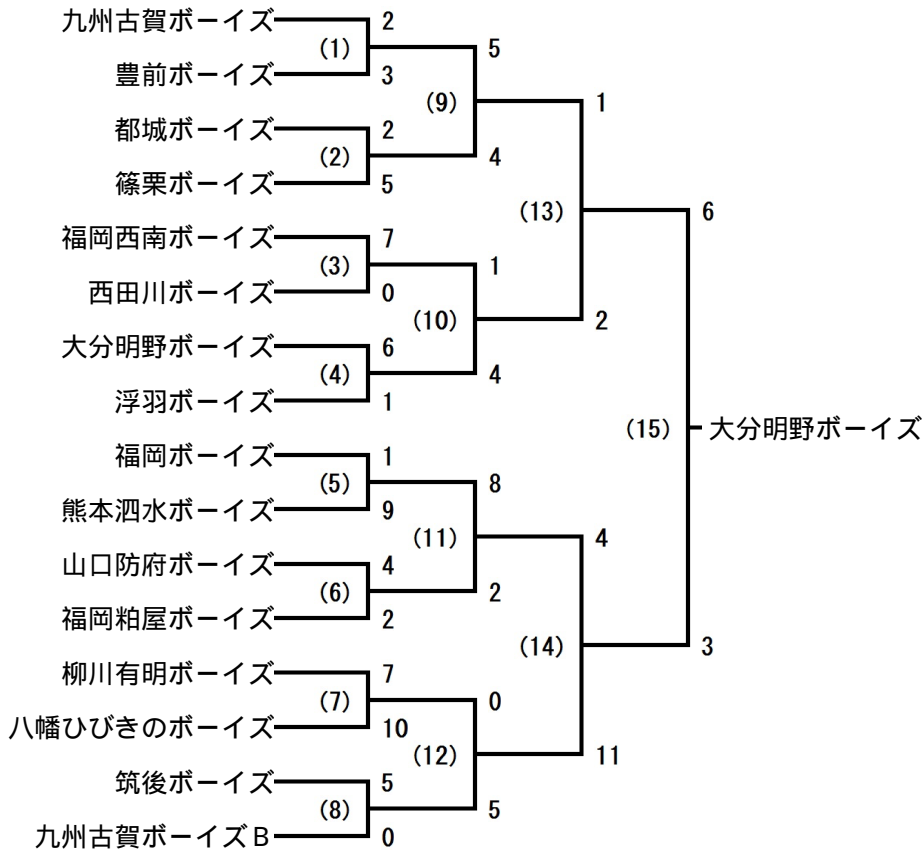 九州古賀ボーイズ 2
(1) 5
豊前ボーイズ 3
(9) 1
都城ボーイズ 2
(2) 4
篠栗ボーイズ 5
(13) 6
福岡西南ボーイズ 7
(3) 1
西田川ボーイズ 0
(10) 2
大分明野ボーイズ 6
(4) 4
浮羽ボーイズ 1
(15) 大分明野ボーイズ
福岡ボーイズ 1
(5) 8
熊本泗水ボーイズ 9
(11) 4
山口防府ボーイズ 4
(6) 2
福岡粕屋ボーイズ 2
(14) 3
柳川有明ボーイズ 7
(7) 0
八幡ひびきのボーイズ 10
(12) 11
筑後ボーイズ 5
(8) 5
九州古賀ボーイズB 0